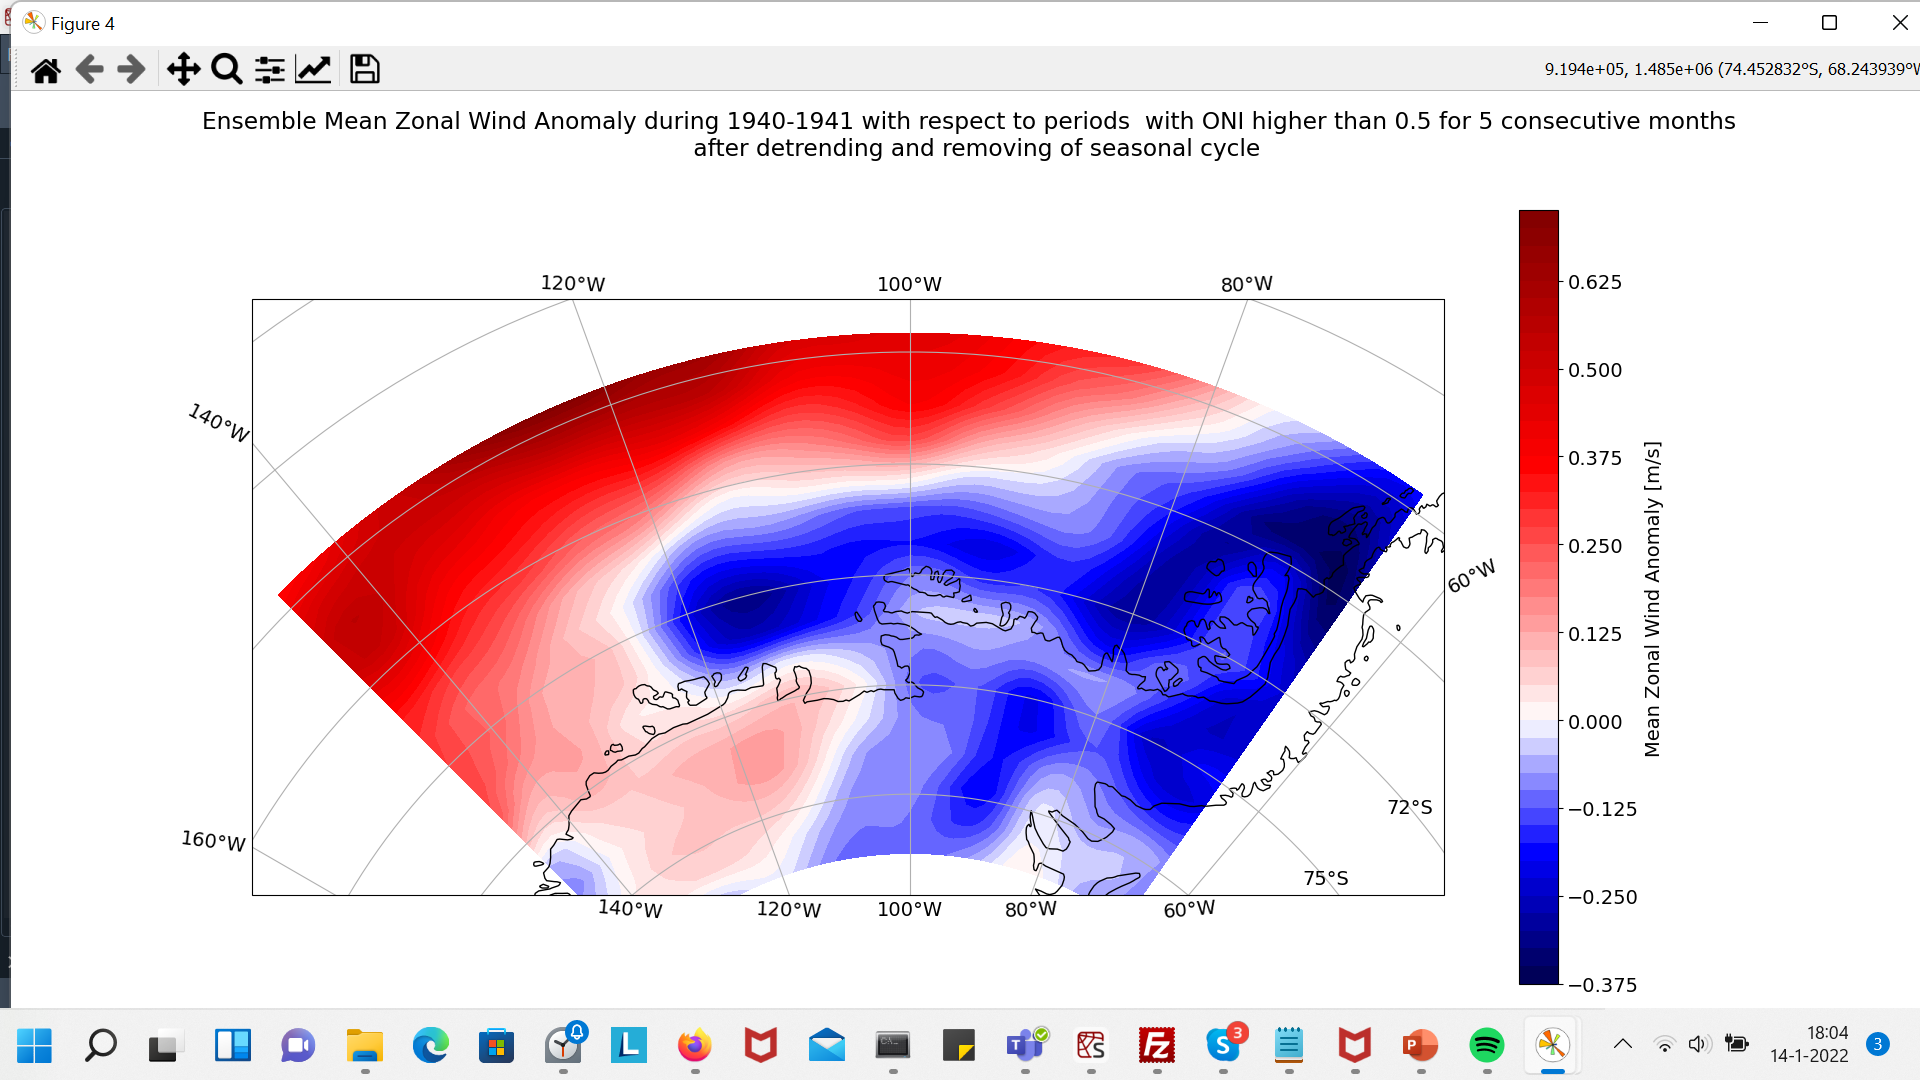 Figure 4
9.194e+05, 1.485e+06 (74.452832°S, 68.243939°W
Ensemble Mean Zonal Wind Anomaly during 1940-1941 with respect to periods  with ONI higher than 0.5 for 5 consecutive months
after detrending and removing of seasonal cycle
120°W
100°W
80°W
140°W
160°W
60°W
72°S
75°S
140°W
120°W
100°W
80°W
60°W
0.625
0.500
0.375
0.250
0.125
0.000
−0.125
−0.250
−0.375
Mean Zonal Wind Anomaly [m/s]
18:04
14-1-2022
3
3